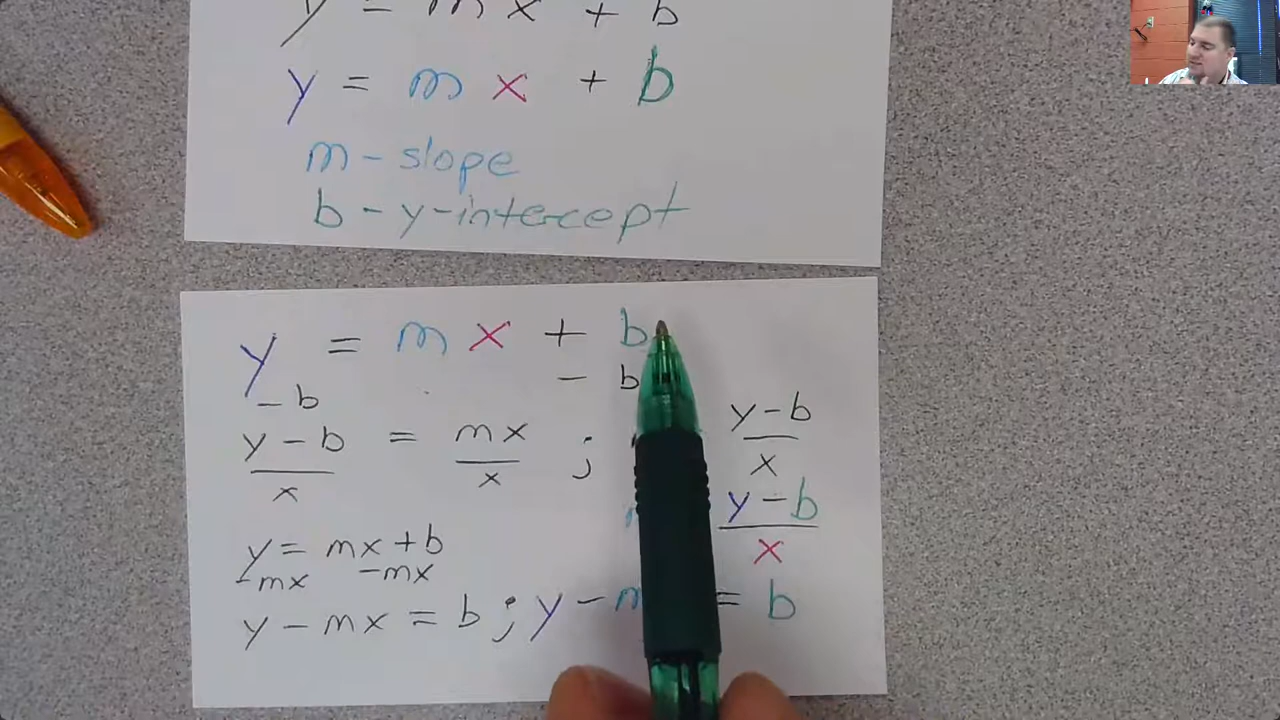 y = m x + b
y = m x + b
m - slope
b - y-intercept
y = m x + b
- b - b
y - b = mx ; y - b
x x x
y - b
x
y = mx + b
-mx -mx
y - mx = b ; y - m = b